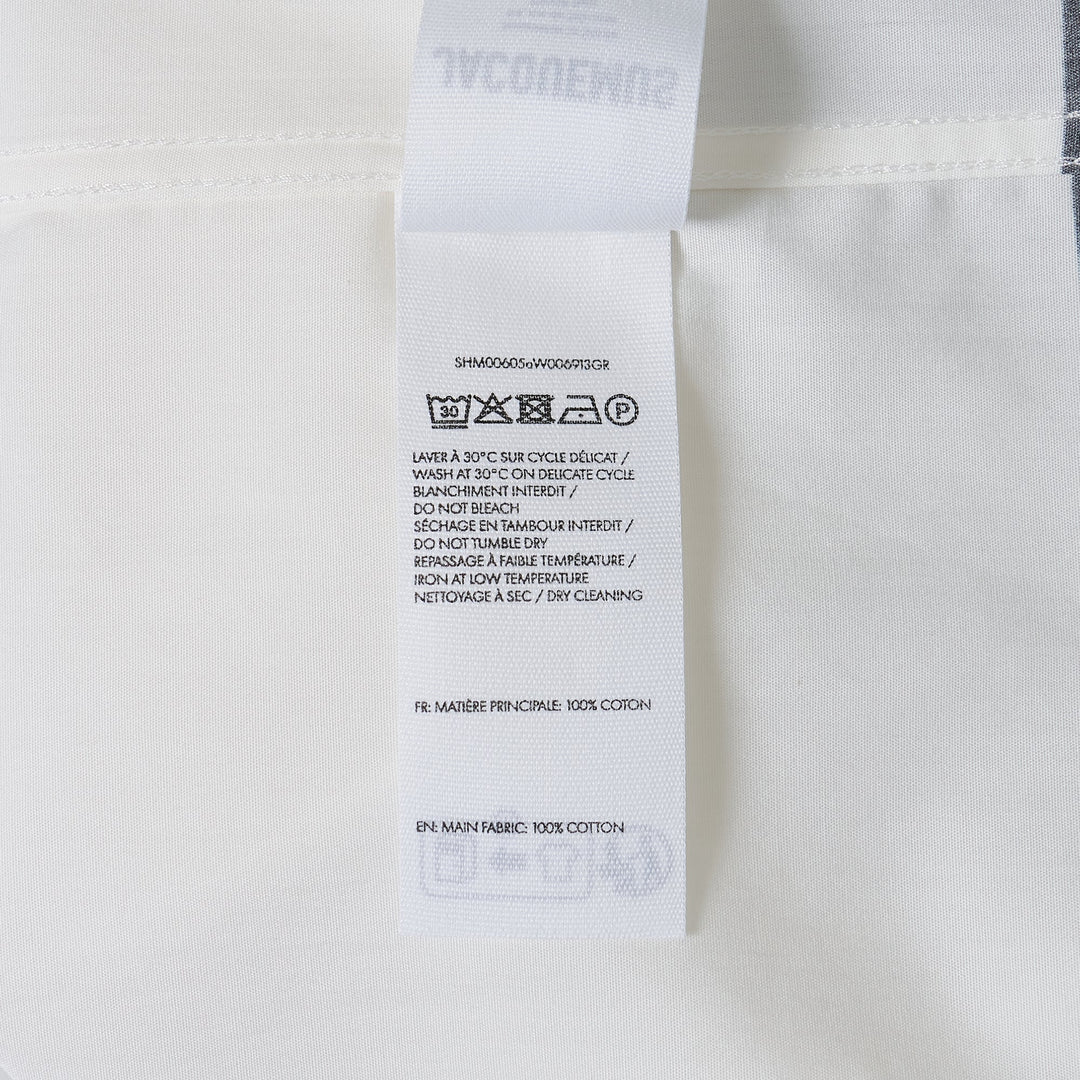 JACQUEMUS
SHM00605aW006913GR
30 P
LAVER À 30°C SUR CYCLE DÉLICAT /
WASH AT 30°C ON DELICATE CYCLE
BLANCHIMENT INTERDIT /
DO NOT BLEACH
SÉCHAGE EN TAMBOUR INTERDIT /
DO NOT TUMBLE DRY
REPASSAGE À FAIBLE TEMPÉRATURE /
IRON AT LOW TEMPERATURE
NETTOYAGE À SEC / DRY CLEANING
FR: MATIÈRE PRINCIPALE: 100% COTON
EN: MAIN FABRIC: 100% COTTON